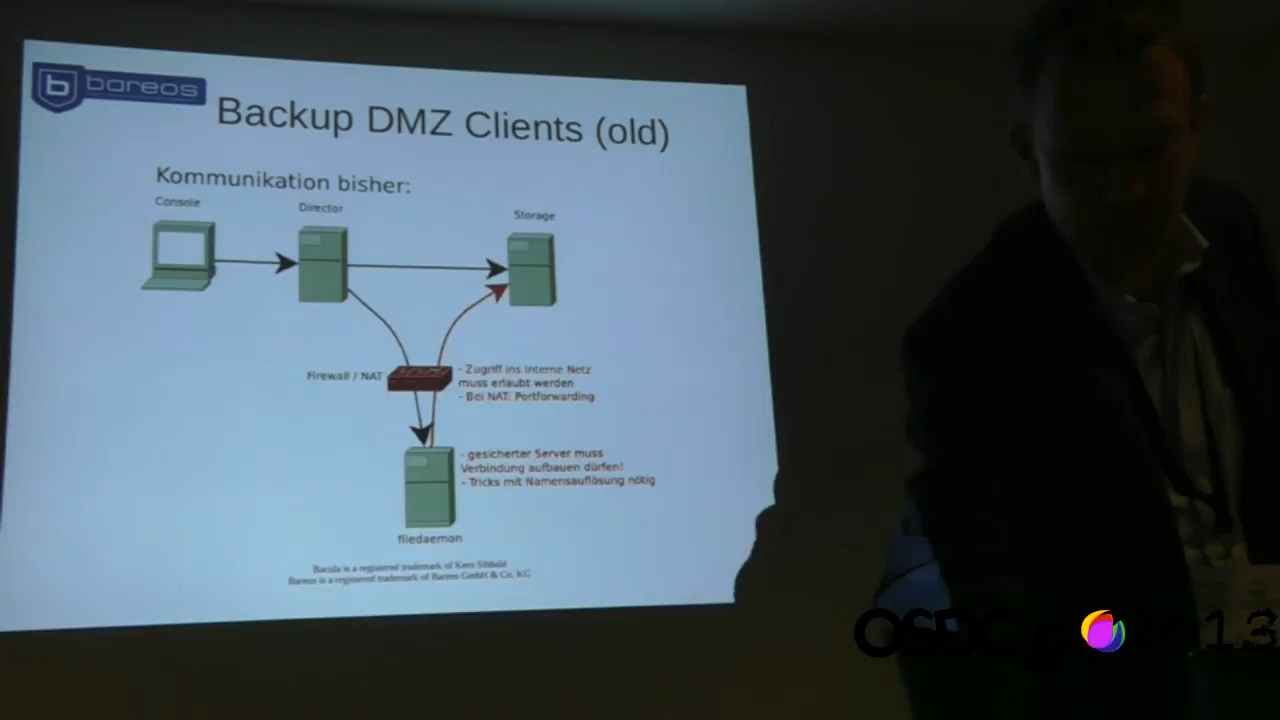 bareos
Backup DMZ Clients (old)
Kommunikation bisher:
Console
Director
Storage
Firewall / NAT
- Zugriff ins interne Netz
muss erlaubt werden
- Bei NAT: Portforwarding
- gesicherter Server muss
Verbindung aufbauen dürfen!
- Tricks mit Namensauflösung nötig
filedaemon
Bacula is a registered trademark of Kern Sibbald
Bareos is a registered trademark of Bareos GmbH & Co. KG
OSDC
13